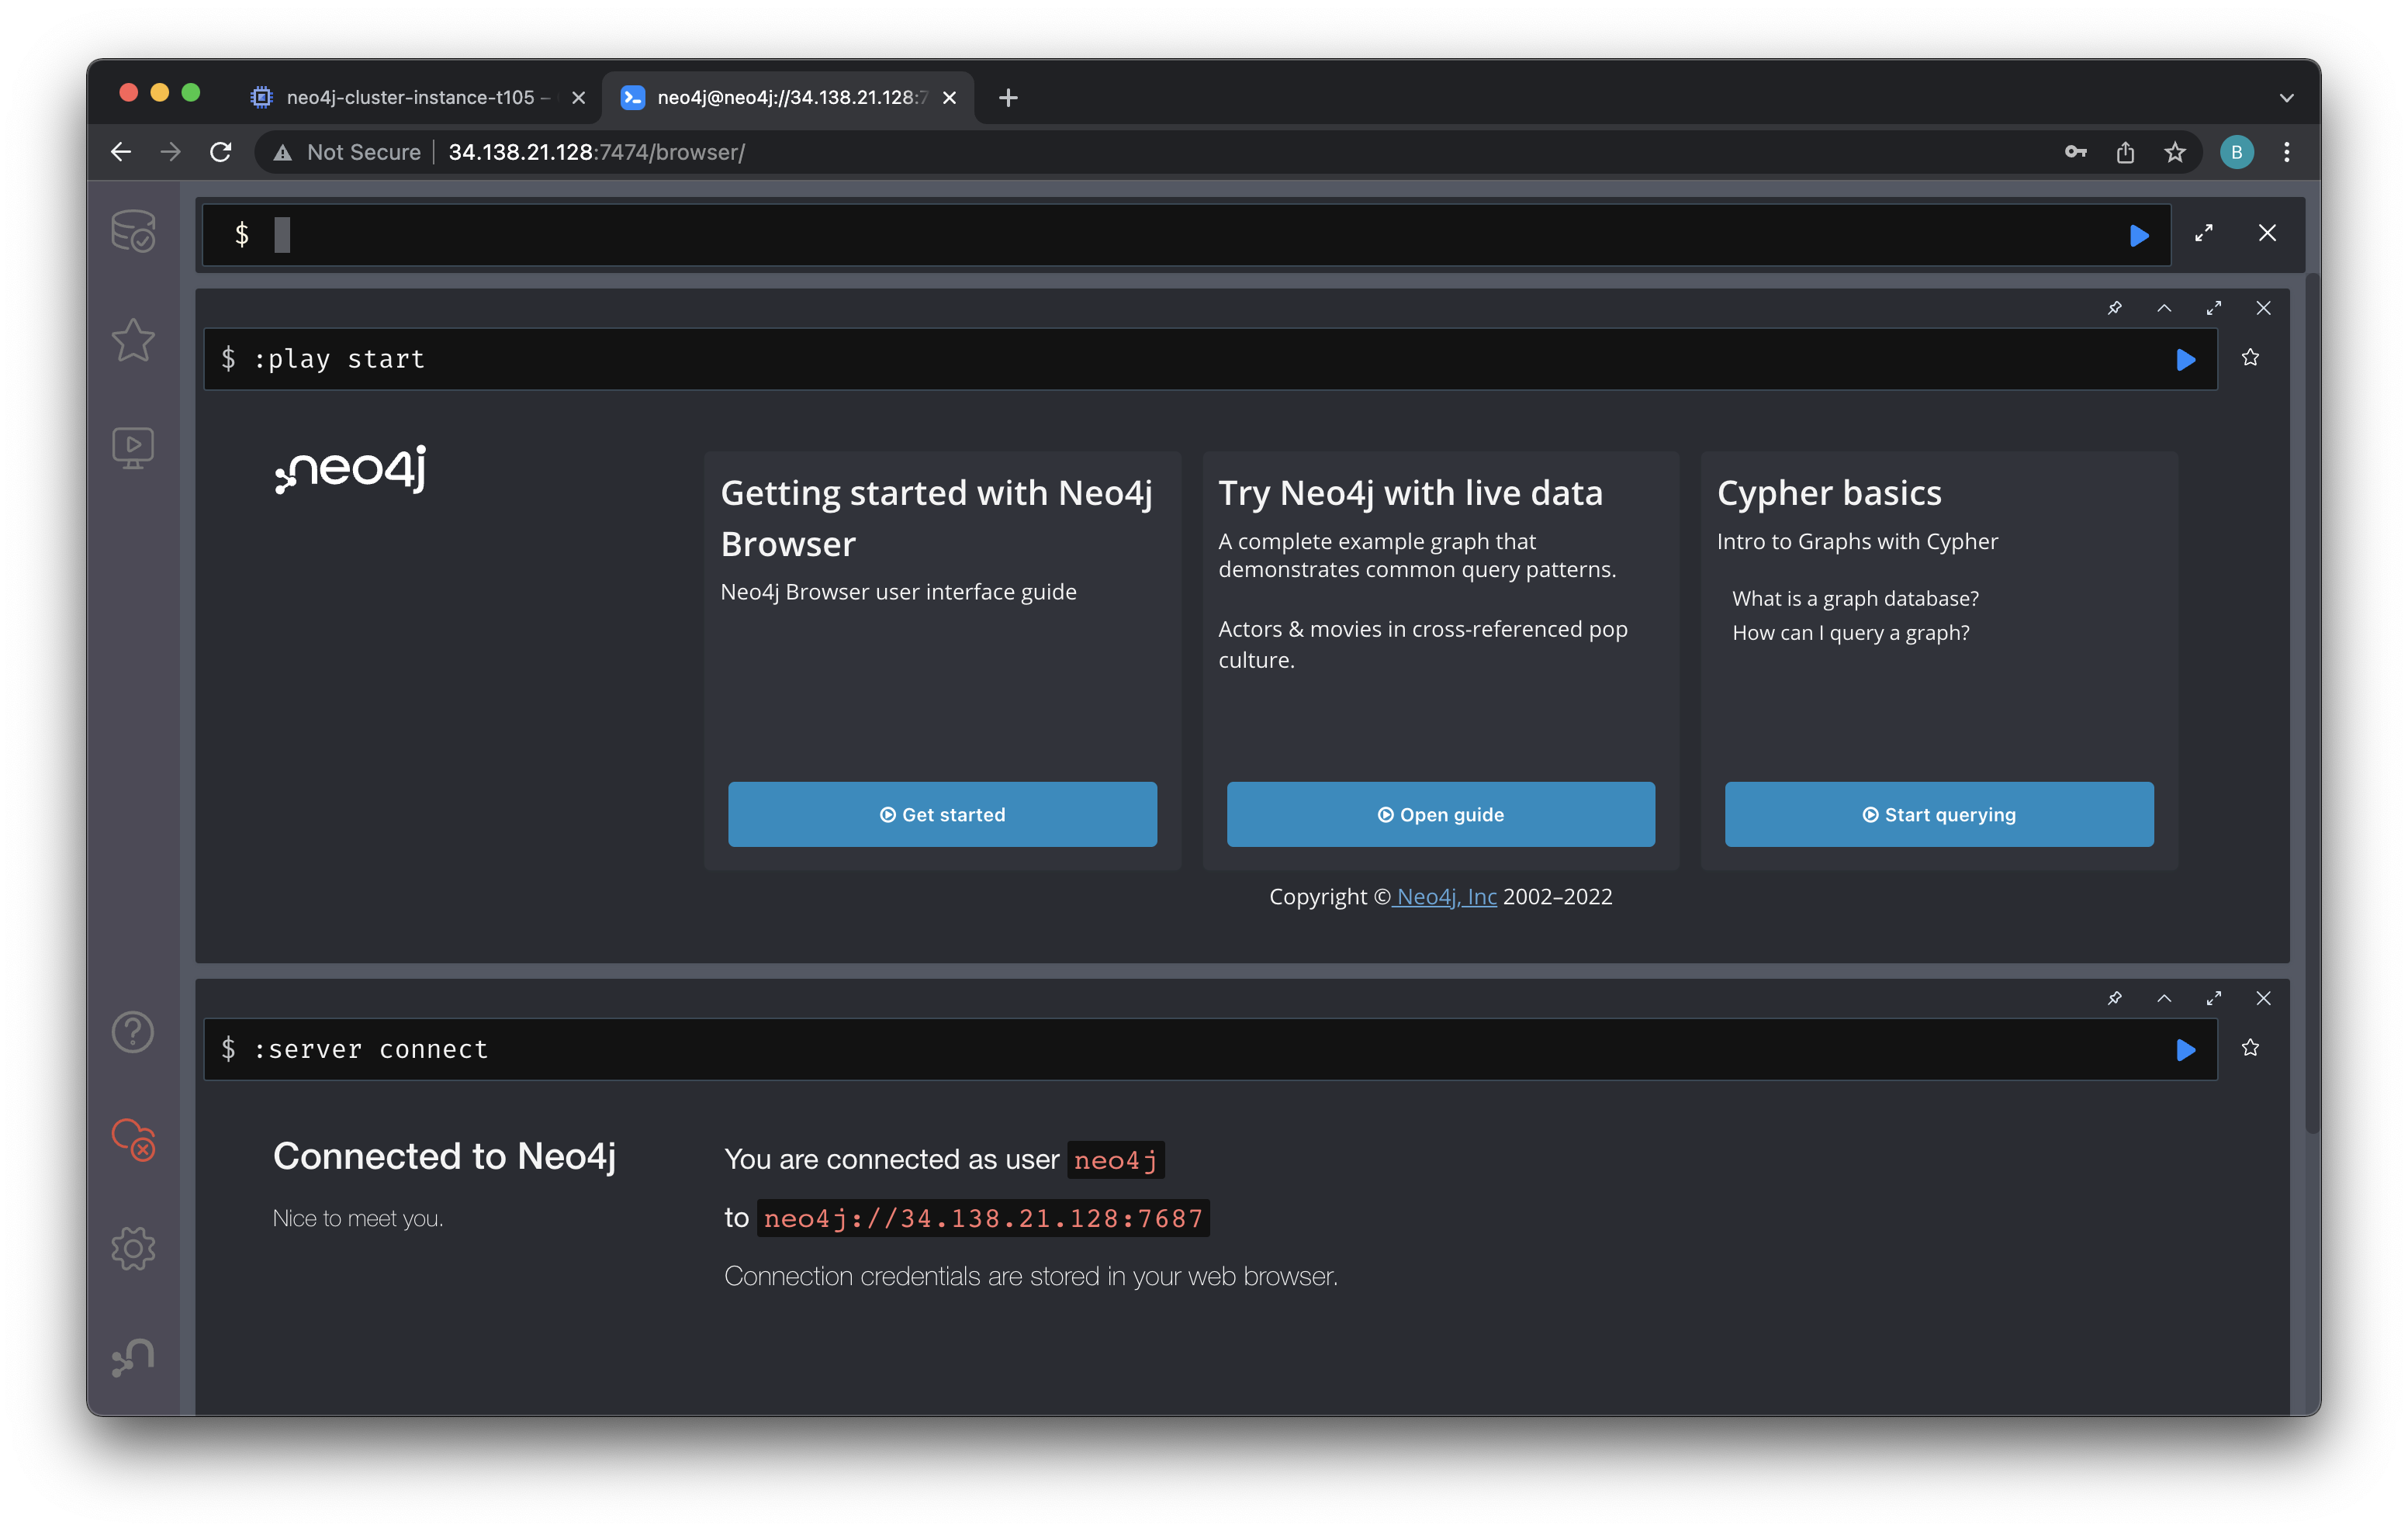 neo4j-cluster-instance-t105 –
neo4j@neo4j://34.138.21.128:7
Not Secure
34.138.21.128:7474/browser/
B
$
$ :play start
neo4j
Getting started with Neo4j
Browser
Neo4j Browser user interface guide
Get started
Try Neo4j with live data
A complete example graph that
demonstrates common query patterns.
Actors & movies in cross-referenced pop
culture.
Open guide
Cypher basics
Intro to Graphs with Cypher
What is a graph database?
How can I query a graph?
Start querying
Copyright © Neo4j, Inc 2002–2022
$ :server connect
Connected to Neo4j
Nice to meet you.
You are connected as user neo4j
to neo4j://34.138.21.128:7687
Connection credentials are stored in your web browser.